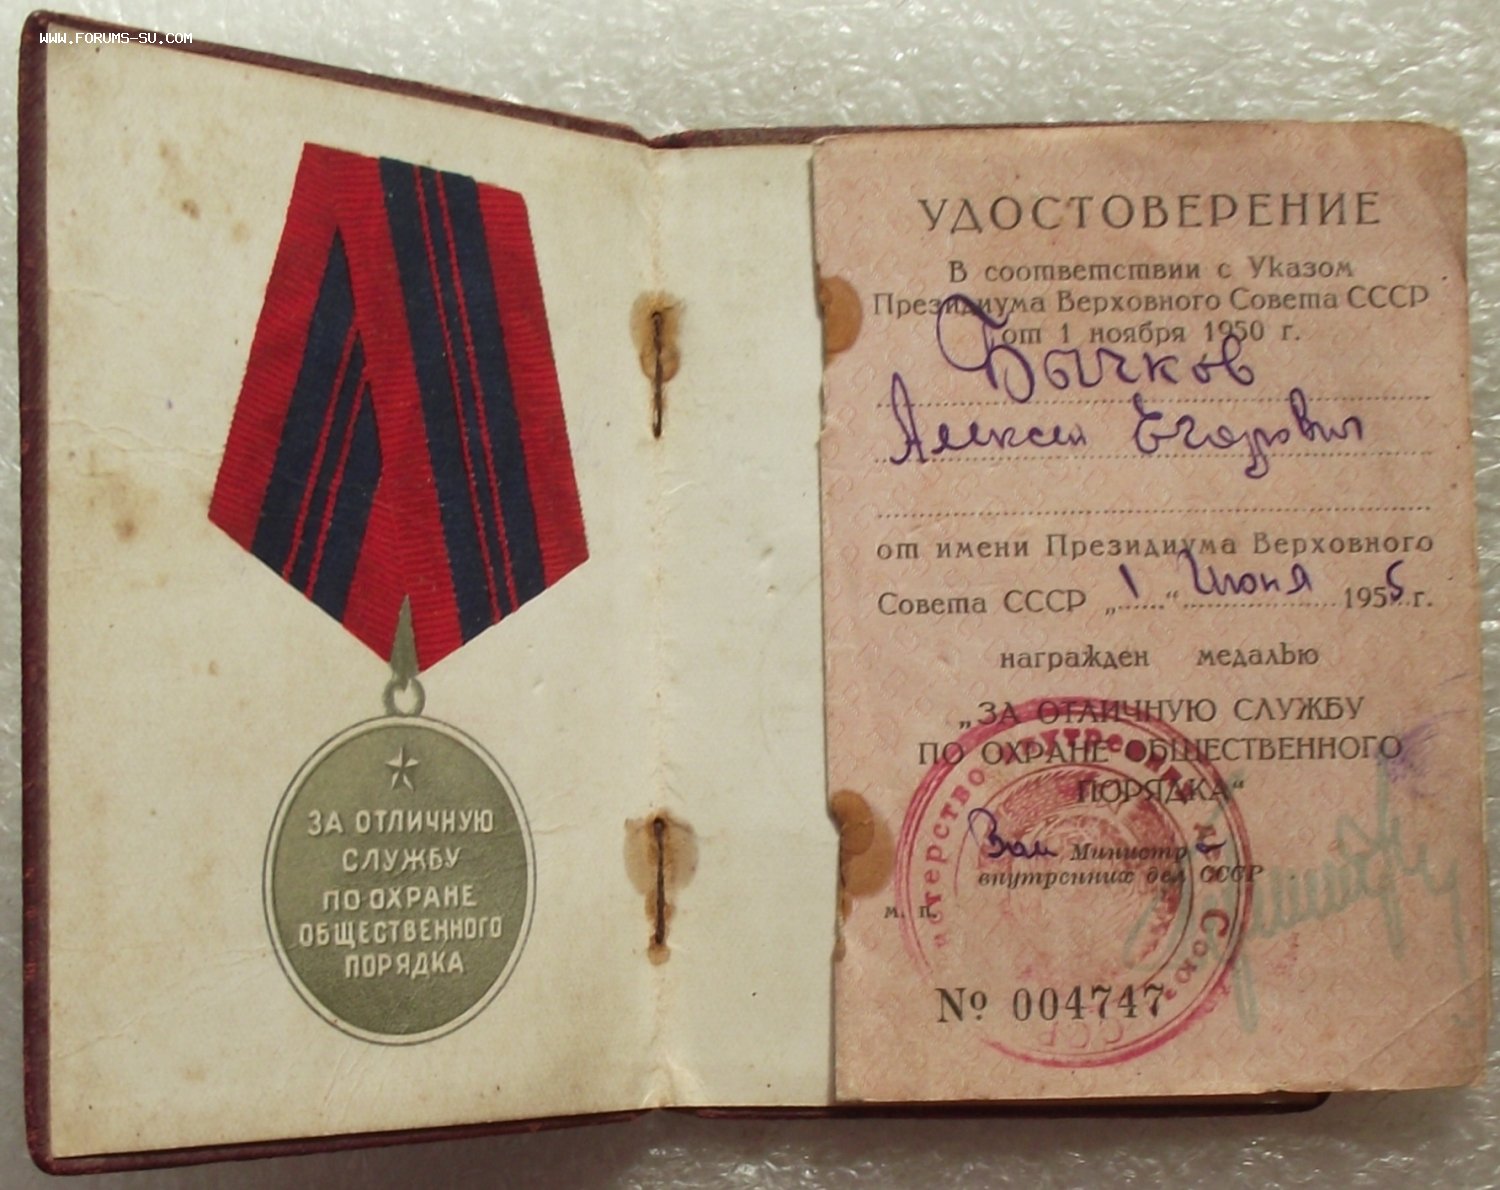 WWW.FORUMS-SU.COM
ЗА ОТЛИЧНУЮ
СЛУЖБУ
ПО ОХРАНЕ
ОБЩЕСТВЕННОГО
ПОРЯДКА
УДОСТОВЕРЕНИЕ
В соответствии с Указом
Президиума Верховного Совета СССР
от 1 ноября 1950 г.
Бычков
Алексей Егорович
от имени Президиума Верховного
Совета СССР „1“ Июня 1955 г.
награжден медалью
„ЗА ОТЛИЧНУЮ СЛУЖБУ
ПО ОХРАНЕ ОБЩЕСТВЕННОГО
ПОРЯДКА“
Зам Министра
внутренних дел СССР
м. п.
№ 004747